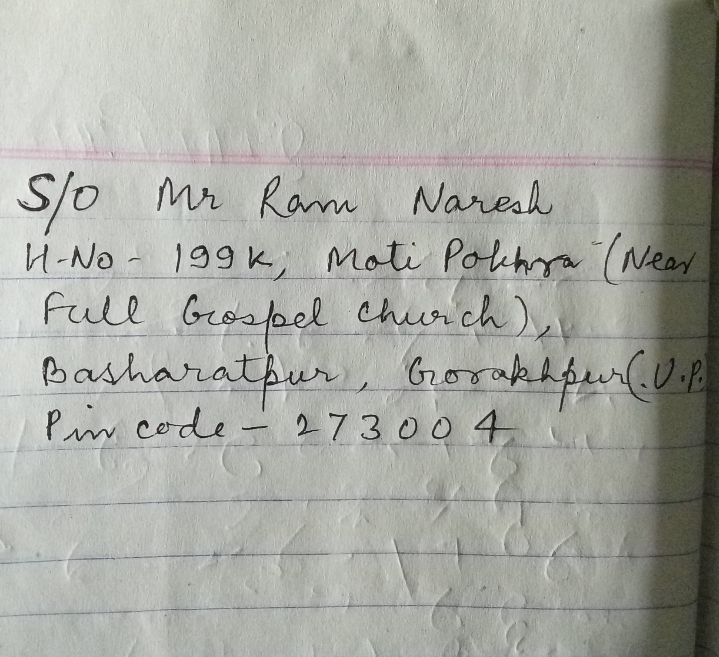 S/O Mr Ram Naresh
H-No - 199K, Moti Pokhra (Near
Full Gospel Church),
Basharatpur, Gorakhpur(.U.P.
Pin code - 273004